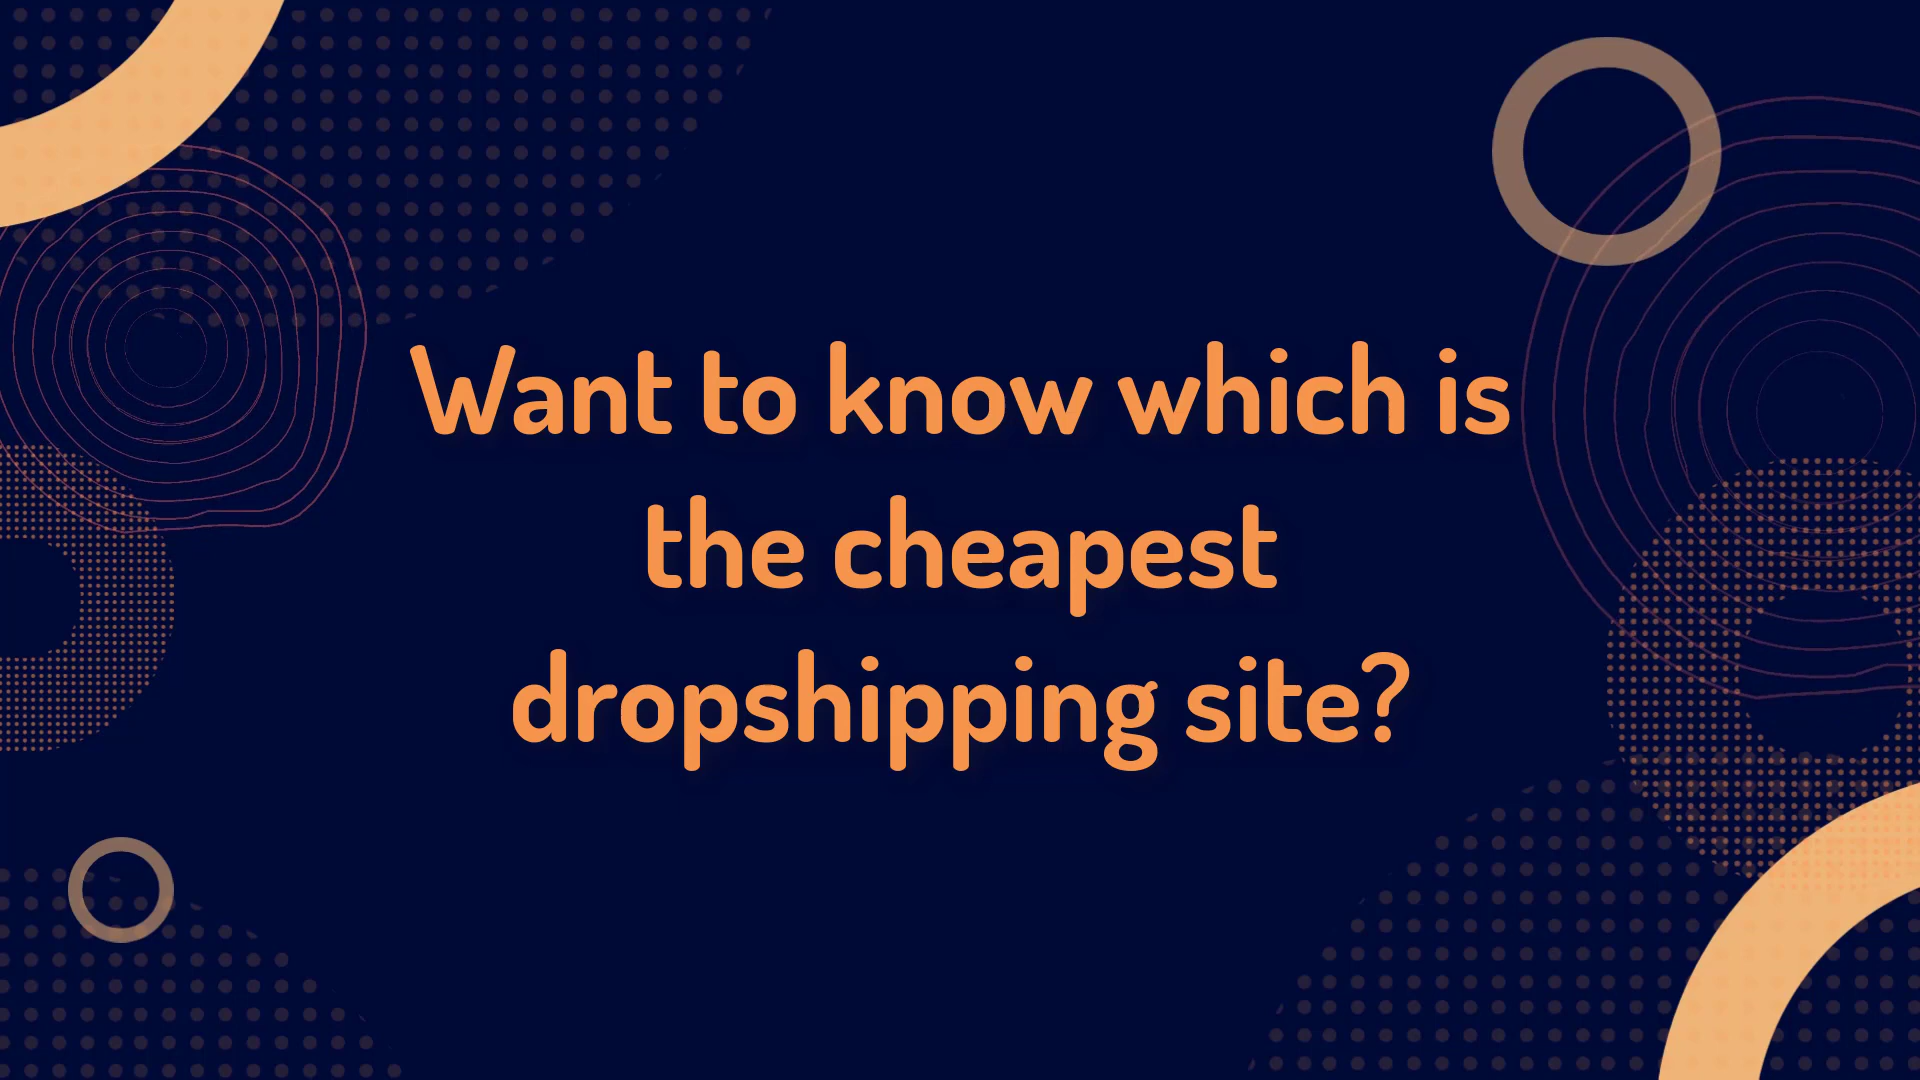 Want to know which is
the cheapest
dropshipping site?